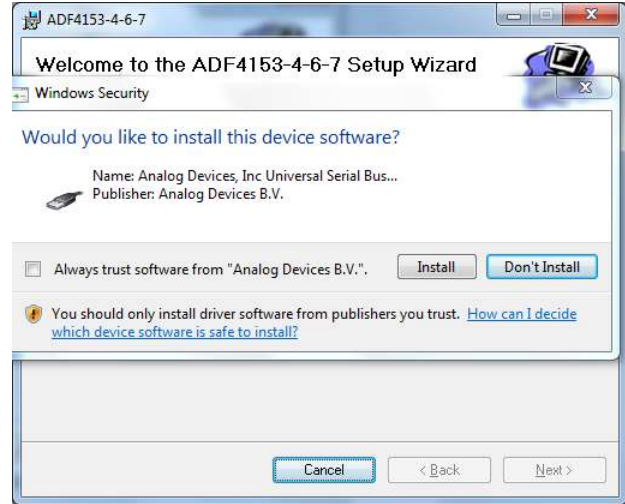 ADF4153-4-6-7
Welcome to the ADF4153-4-6-7 Setup Wizard
Windows Security
Would you like to install this device software?
Name: Analog Devices, Inc Universal Serial Bus...
Publisher: Analog Devices B.V.
Always trust software from "Analog Devices B.V.".
Install
Don't Install
You should only install driver software from publishers you trust. How can I decide
which device software is safe to install?
Cancel
< Back
Next >